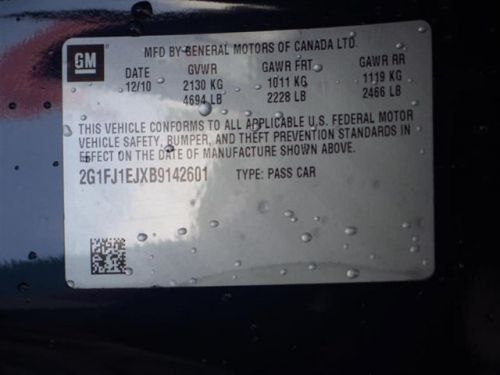 GM
MFD BY GENERAL MOTORS OF CANADA LTD.
DATE GVWR GAWR FRT GAWR RR
12/10 2130 KG 1011 KG 1119 KG
4694 LB 2228 LB 2466 LB
THIS VEHICLE CONFORMS TO ALL APPLICABLE U.S. FEDERAL MOTOR
VEHICLE SAFETY, BUMPER, AND THEFT PREVENTION STANDARDS IN
EFFECT ON THE DATE OF MANUFACTURE SHOWN ABOVE.
2G1FJ1EJXB9142601 TYPE: PASS CAR